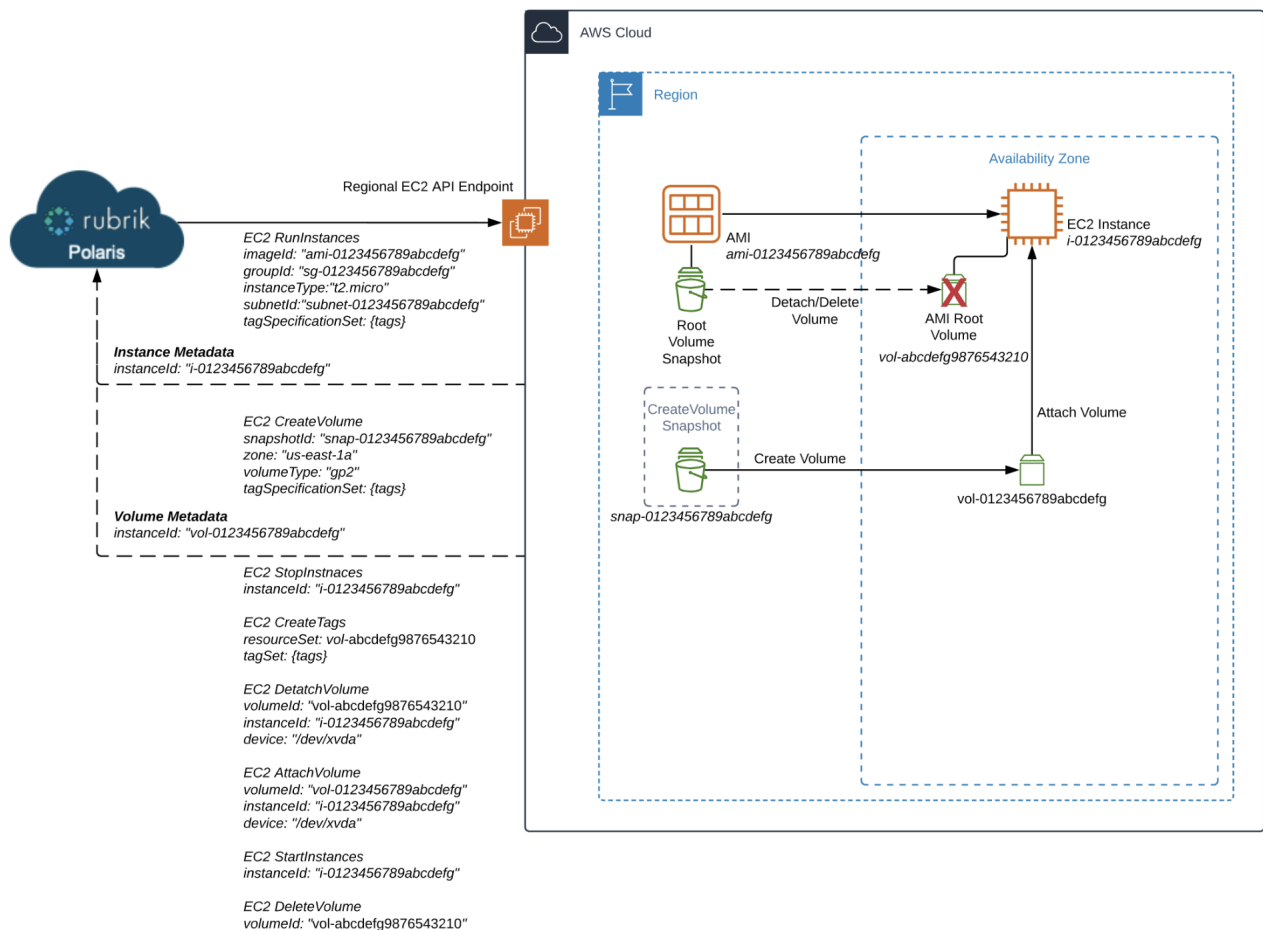 AWS Cloud
Region
Availability Zone
Regional EC2 API Endpoint
rubrik
Polaris
EC2 RunInstances
imageId: "ami-0123456789abcdefg"
groupId: "sg-0123456789abcdefg"
instanceType:"t2.micro"
subnetId:"subnet-0123456789abcdefg"
tagSpecificationSet: {tags}
Instance Metadata
instanceId: "i-0123456789abcdefg"
EC2 CreateVolume
snapshotId: "snap-0123456789abcdefg"
zone: "us-east-1a"
volumeType: "gp2"
tagSpecificationSet: {tags}
Volume Metadata
instanceId: "vol-0123456789abcdefg"
EC2 StopInstnaces
instanceId: "i-0123456789abcdefg"
EC2 CreateTags
resourceSet: vol-abcdefg9876543210
tagSet: {tags}
EC2 DetatchVolume
volumeId: "vol-abcdefg9876543210"
instanceId: "i-0123456789abcdefg"
device: "/dev/xvda"
EC2 AttachVolume
volumeId: "vol-0123456789abcdefg"
instanceId: "i-0123456789abcdefg"
device: "/dev/xvda"
EC2 StartInstances
instanceId: "i-0123456789abcdefg"
EC2 DeleteVolume
volumeId: "vol-abcdefg9876543210"
AMI
ami-0123456789abcdefg
EC2 Instance
i-0123456789abcdefg
Root
Volume
Snapshot
Detach/Delete
Volume
AMI Root
Volume
vol-abcdefg9876543210
CreateVolume
Snapshot
snap-0123456789abcdefg
Create Volume
Attach Volume
vol-0123456789abcdefg